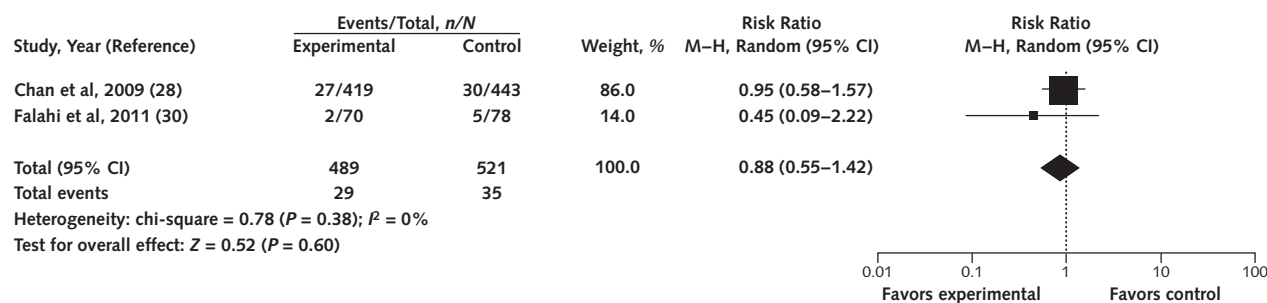 Events/Total, n/N Risk Ratio Risk Ratio
Study, Year (Reference) Experimental Control Weight, % M–H, Random (95% CI) M–H, Random (95% CI)
Chan et al, 2009 (28) 27/419 30/443 86.0 0.95 (0.58–1.57)
Falahi et al, 2011 (30) 2/70 5/78 14.0 0.45 (0.09–2.22)
Total (95% CI) 489 521 100.0 0.88 (0.55–1.42)
Total events 29 35
Heterogeneity: chi-square = 0.78 (P = 0.38); I² = 0%
Test for overall effect: Z = 0.52 (P = 0.60)
0.01 0.1 1 10 100
Favors experimental Favors control